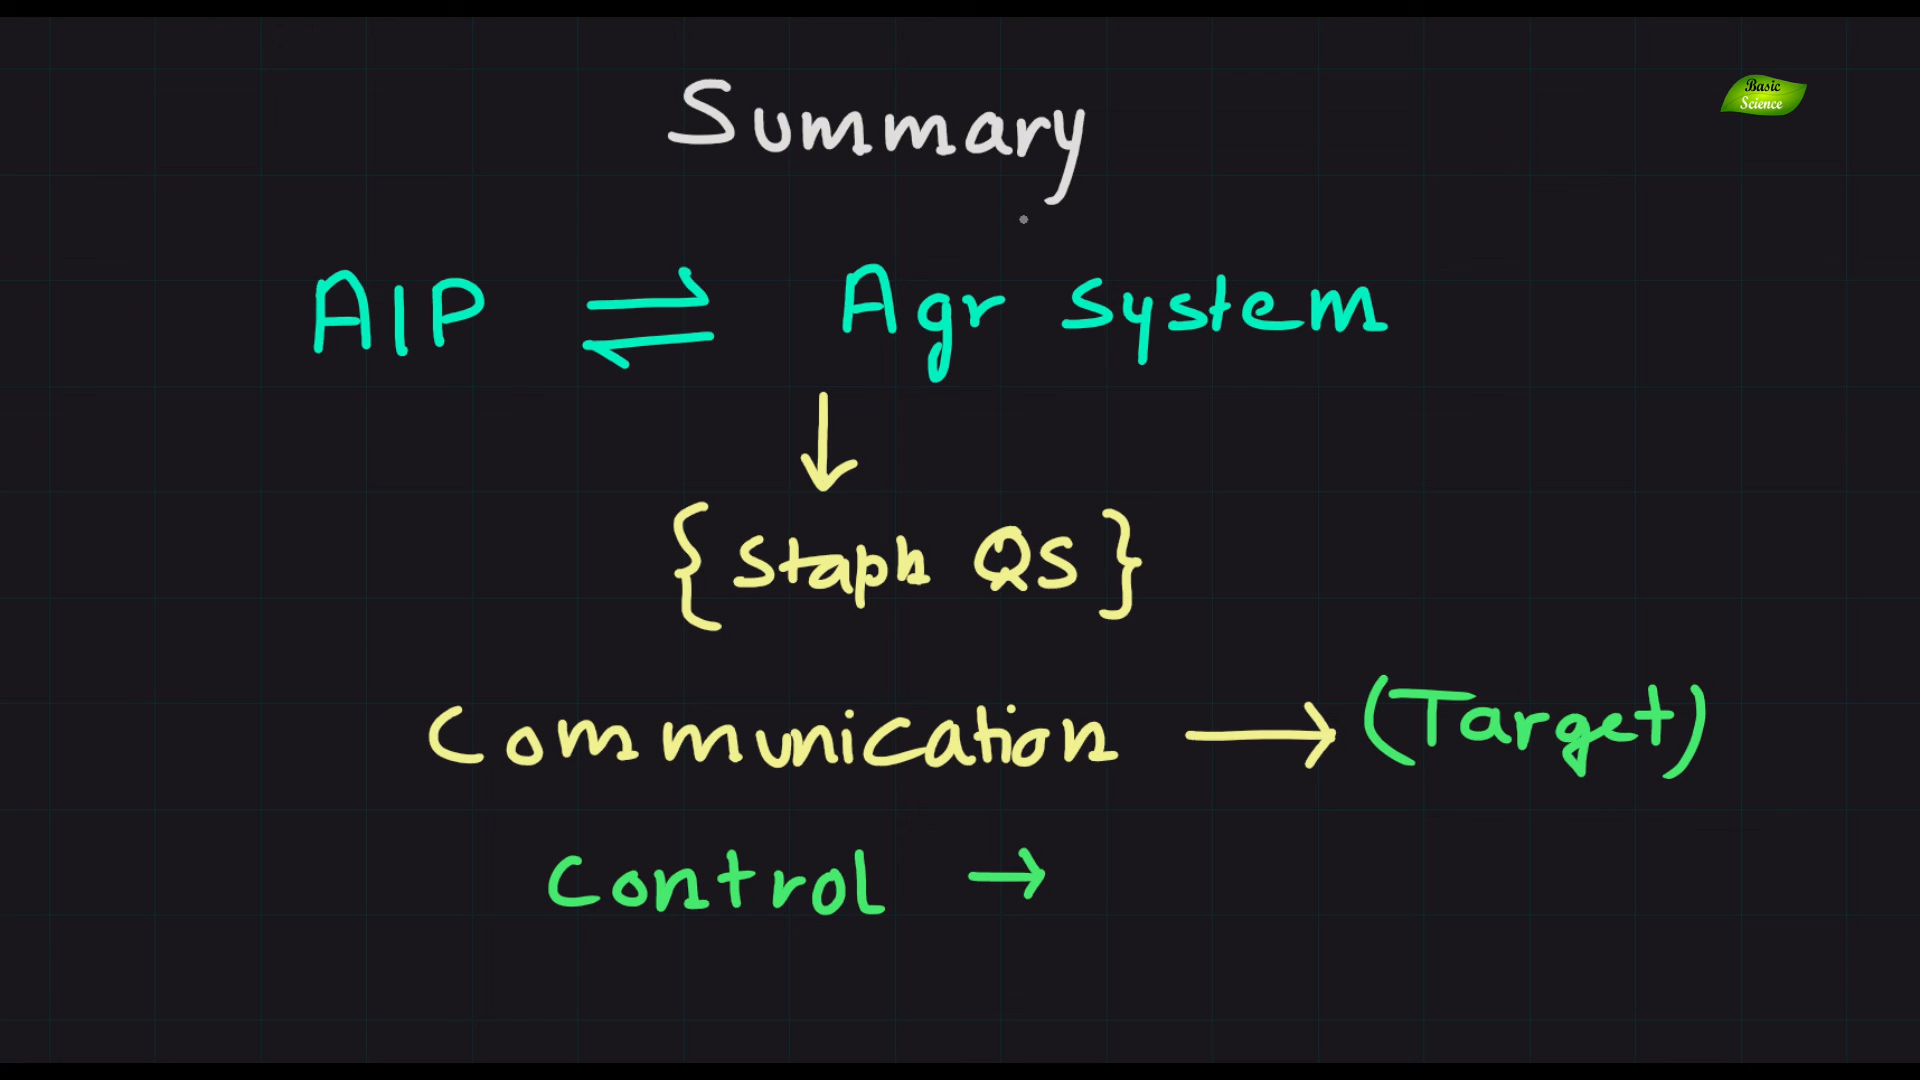 Summary
Basic
Science
AIP ⇌ Agr system
↓
{Staph QS}
Communication → (Target)
Control →